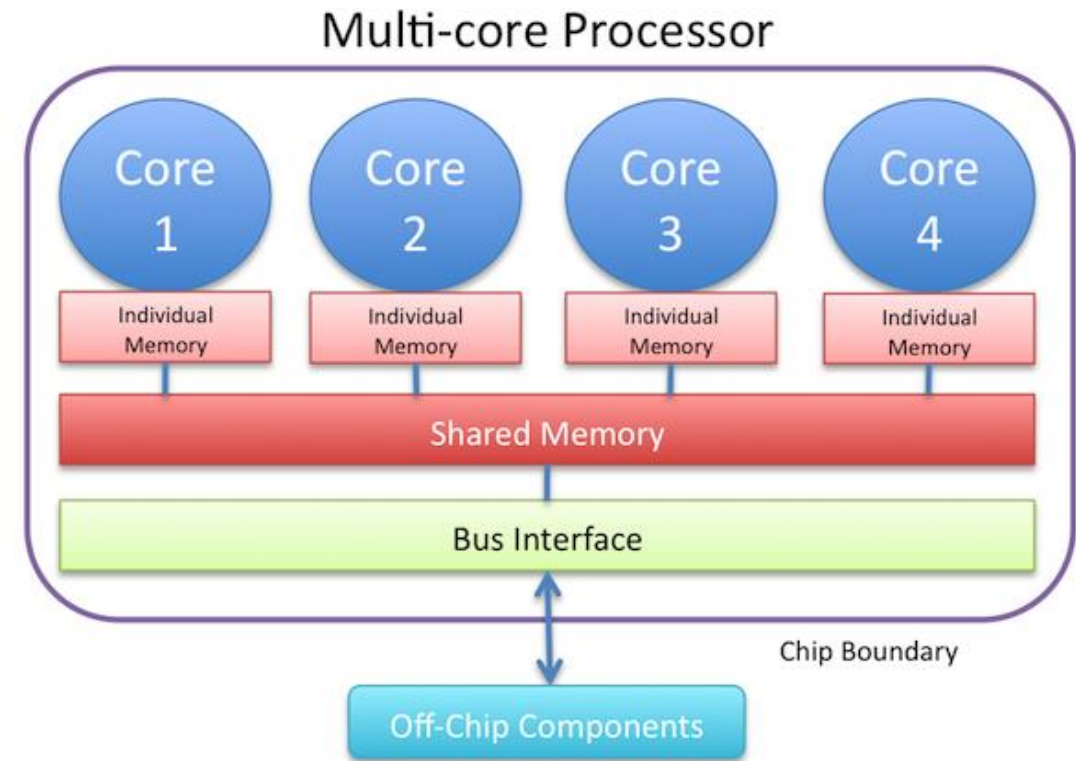 Multi-core Processor
Core
1
Core
2
Core
3
Core
4
Individual
Memory
Individual
Memory
Individual
Memory
Individual
Memory
Shared Memory
Bus Interface
Chip Boundary
Off-Chip Components